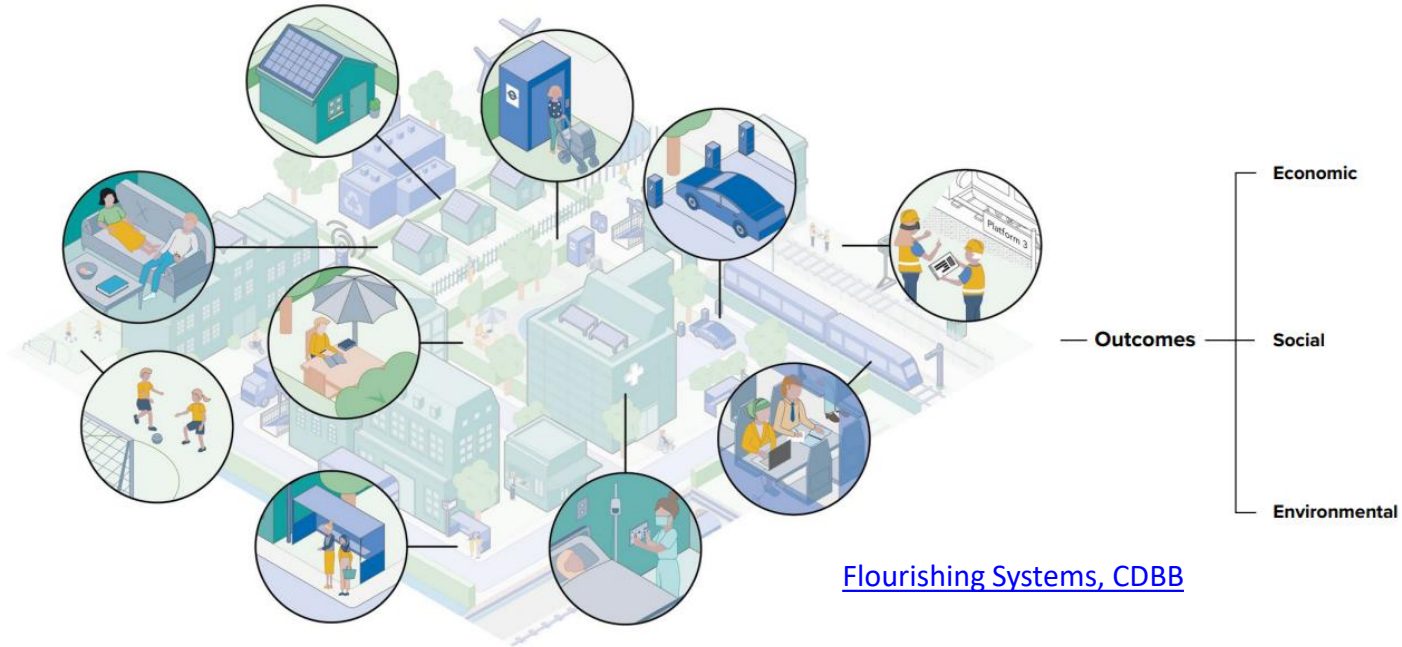 Platform 3
Economic
Outcomes
Social
Environmental
Flourishing Systems, CDBB